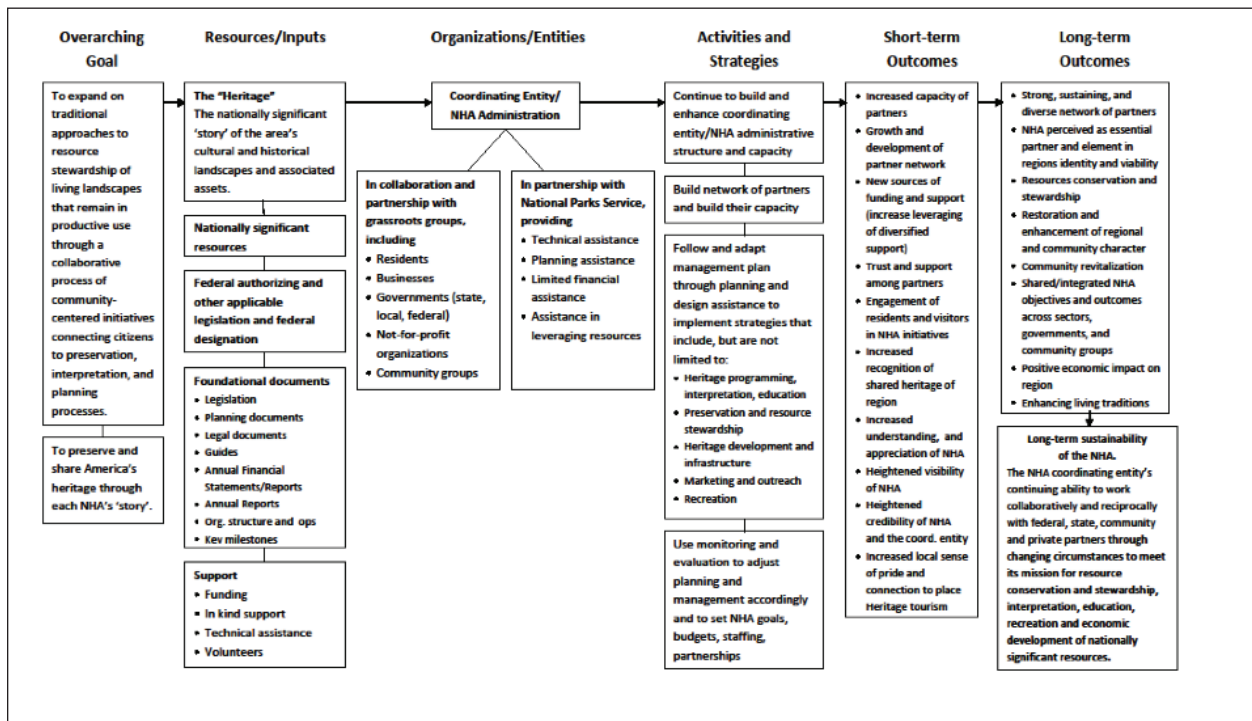 Overarching
Goal
To expand on
traditional
approaches to
resource
stewardship of
living landscapes
that remain in
productive use
through a
collaborative
process of
community-
centered initiatives
connecting citizens
to preservation,
interpretation, and
planning
processes.
To preserve and
share America's
heritage through
each NHA's 'story'.
Resources/Inputs
The "Heritage"
The nationally significant
'story' of the area's
cultural and historical
landscapes and associated
assets.
Nationally significant
resources
Federal authorizing and
other applicable
legislation and federal
designation
Foundational documents
• Legislation
• Planning documents
• Legal documents
• Guides
• Annual Financial
Statements/Reports
• Annual Reports
• Org. structure and ops
• Key milestones
Support
• Funding
• In kind support
• Technical assistance
• Volunteers
Organizations/Entities
Coordinating Entity/
NHA Administration
In collaboration and
partnership with
grassroots groups,
including
• Residents
• Businesses
• Governments (state,
local, federal)
• Not-for-profit
organizations
• Community groups
In partnership with
National Parks Service,
providing
• Technical assistance
• Planning assistance
• Limited financial
assistance
• Assistance in
leveraging resources
Activities and
Strategies
Continue to build and
enhance coordinating
entity/NHA administrative
structure and capacity
Build network of partners
and build their capacity
Follow and adapt
management plan
through planning and
design assistance to
implement strategies that
include, but are not
limited to:
• Heritage programming,
interpretation, education
• Preservation and resource
stewardship
• Heritage development and
infrastructure
• Marketing and outreach
• Recreation
Use monitoring and
evaluation to adjust
planning and
management accordingly
and to set NHA goals,
budgets, staffing,
partnerships
Short-term
Outcomes
• Increased capacity of
partners
• Growth and
development of
partner network
• New sources of
funding and support
(increase leveraging
of diversified
support)
• Trust and support
among partners
• Engagement of
residents and visitors
in NHA initiatives
• Increased
recognition of
shared heritage of
region
• Increased
understanding, and
appreciation of NHA
• Heightened visibility
of NHA
• Heightened
credibility of NHA
and the coord. entity
• Increased local sense
of pride and
connection to place
Heritage tourism
Long-term
Outcomes
• Strong, sustaining, and
diverse network of partners
• NHA perceived as essential
partner and element in
regions identity and viability
• Resources conservation and
stewardship
• Restoration and
enhancement of regional
and community character
• Community revitalization
• Shared/integrated NHA
objectives and outcomes
across sectors,
governments, and
community groups
• Positive economic impact on
region
• Enhancing living traditions
Long-term sustainability
of the NHA.
The NHA coordinating entity's
continuing ability to work
collaboratively and reciprocally
with federal, state, community
and private partners through
changing circumstances to meet
its mission for resource
conservation and stewardship,
interpretation, education,
recreation and economic
development of nationally
significant resources.